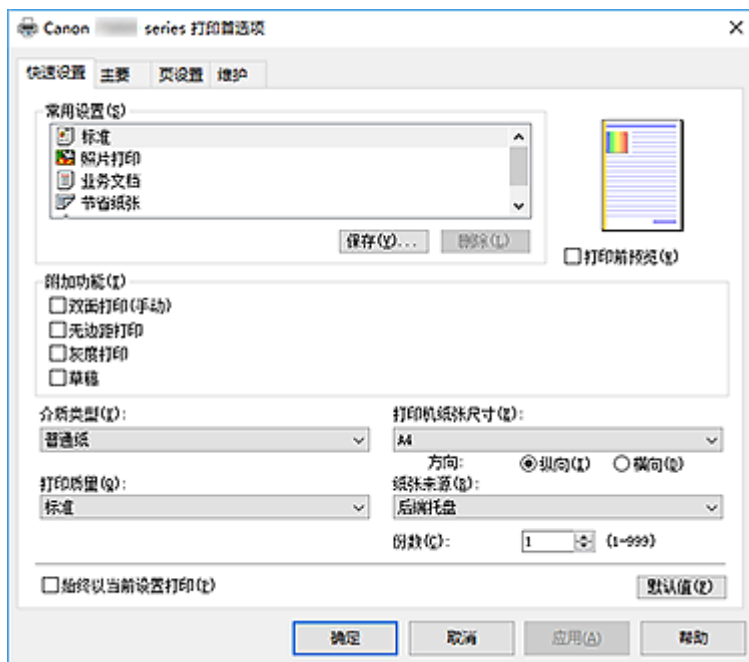 Canon series 打印首选项
快速设置 主要 页设置 维护
常用设置(S)
标准
照片打印
业务文档
节省纸张
保存(V)... 删除(L)
打印前预览(W)
附加功能(I)
双面打印(手动)
无边距打印
灰度打印
草稿
介质类型(Y): 打印机纸张尺寸(Z):
普通纸 A4
方向: 纵向(I) 横向(D)
打印质量(Q): 纸张来源(B):
标准 后端托盘
份数(C): 1 (1-999)
始终以当前设置打印(P) 默认值(F)
确定 取消 应用(A) 帮助